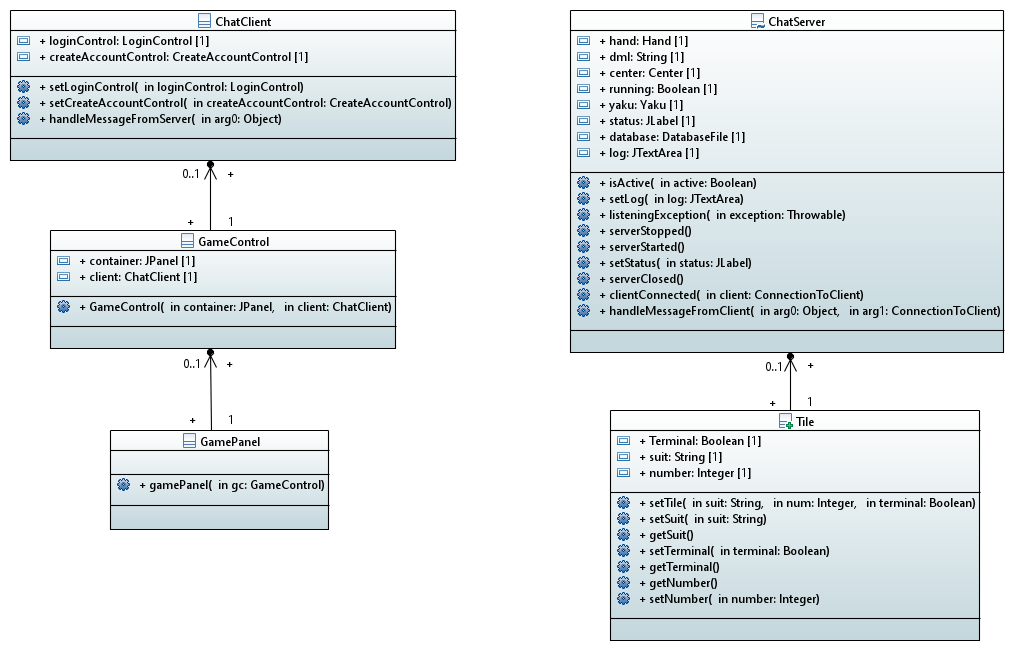 ChatClient
+ loginControl: LoginControl [1]
+ createAccountControl: CreateAccountControl [1]
+ setLoginControl(  in loginControl: LoginControl)
+ setCreateAccountControl(  in createAccountControl: CreateAccountControl)
+ handleMessageFromServer(  in arg0: Object)
0..1
+
+
1
GameControl
+ container: JPanel [1]
+ client: ChatClient [1]
+ GameControl(  in container: JPanel,   in client: ChatClient)
0..1
+
+
1
GamePanel
+ gamePanel(  in gc: GameControl)
ChatServer
+ hand: Hand [1]
+ dml: String [1]
+ center: Center [1]
+ running: Boolean [1]
+ yaku: Yaku [1]
+ status: JLabel [1]
+ database: DatabaseFile [1]
+ log: JTextArea [1]
+ isActive(  in active: Boolean)
+ setLog(  in log: JTextArea)
+ listeningException(  in exception: Throwable)
+ serverStopped()
+ serverStarted()
+ setStatus(  in status: JLabel)
+ serverClosed()
+ clientConnected(  in client: ConnectionToClient)
+ handleMessageFromClient(  in arg0: Object,   in arg1: ConnectionToClient)
0..1
+
+
1
Tile
+ Terminal: Boolean [1]
+ suit: String [1]
+ number: Integer [1]
+ setTile(  in suit: String,   in num: Integer,   in terminal: Boolean)
+ setSuit(  in suit: String)
+ getSuit()
+ setTerminal(  in terminal: Boolean)
+ getTerminal()
+ getNumber()
+ setNumber(  in number: Integer)